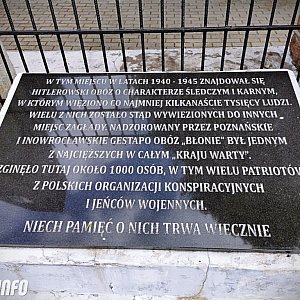 W TYM MIEJSCU W LATACH 1940 - 1945 ZNAJDOWAŁ SIĘ
HITLEROWSKI OBÓZ O CHARAKTERZE ŚLEDCZYM I KARNYM,
W KTÓRYM WIĘZIONO CO NAJMNIEJ KILKANAŚCIE TYSIĘCY LUDZI.
WIELU Z NICH ZOSTAŁO STĄD WYWIEZIONYCH DO INNYCH
MIEJSC ZAGŁADY. NADZOROWANY PRZEZ POZNAŃSKIE
I INOWROCŁAWSKIE GESTAPO OBÓZ „BŁONIE" BYŁ JEDNYM
Z NAJCIĘŻSZYCH W CAŁYM „KRAJU WARTY".
ZGINĘŁO TUTAJ OKOŁO 1000 OSÓB, W TYM WIELU PATRIOTÓW
Z POLSKICH ORGANIZACJI KONSPIRACYJNYCH
I JEŃCÓW WOJENNYCH.
NIECH PAMIĘĆ O NICH TRWA WIECZNIE
INFO